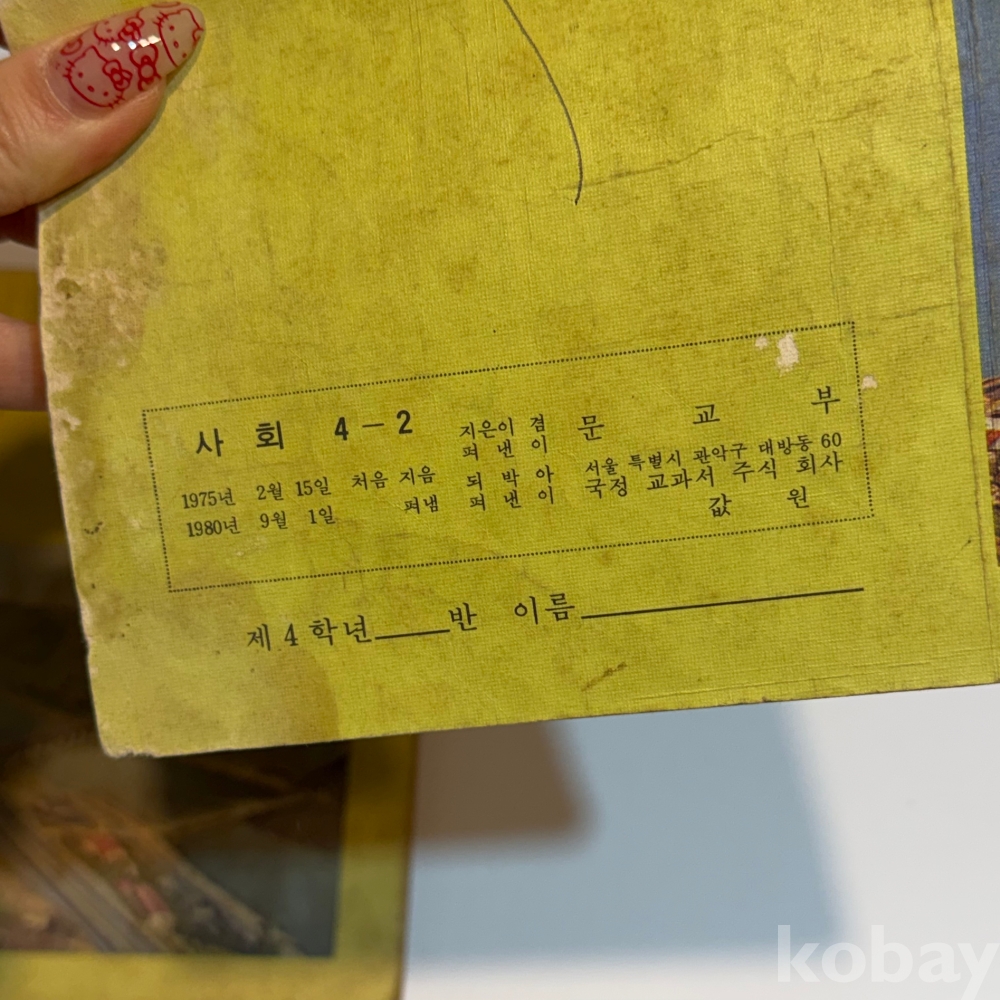 사 회 4-2
지은이 겸
펴 낸 이
문 교 부
1975년 2월 15일 처음 지음
1980년 9월 1일 펴냄
되 박 아
펴 낸 이
서울 특별시 관악구 대방동 60
국정 교과서 주식 회사
값 원
제 4 학년 반 이름
kobay